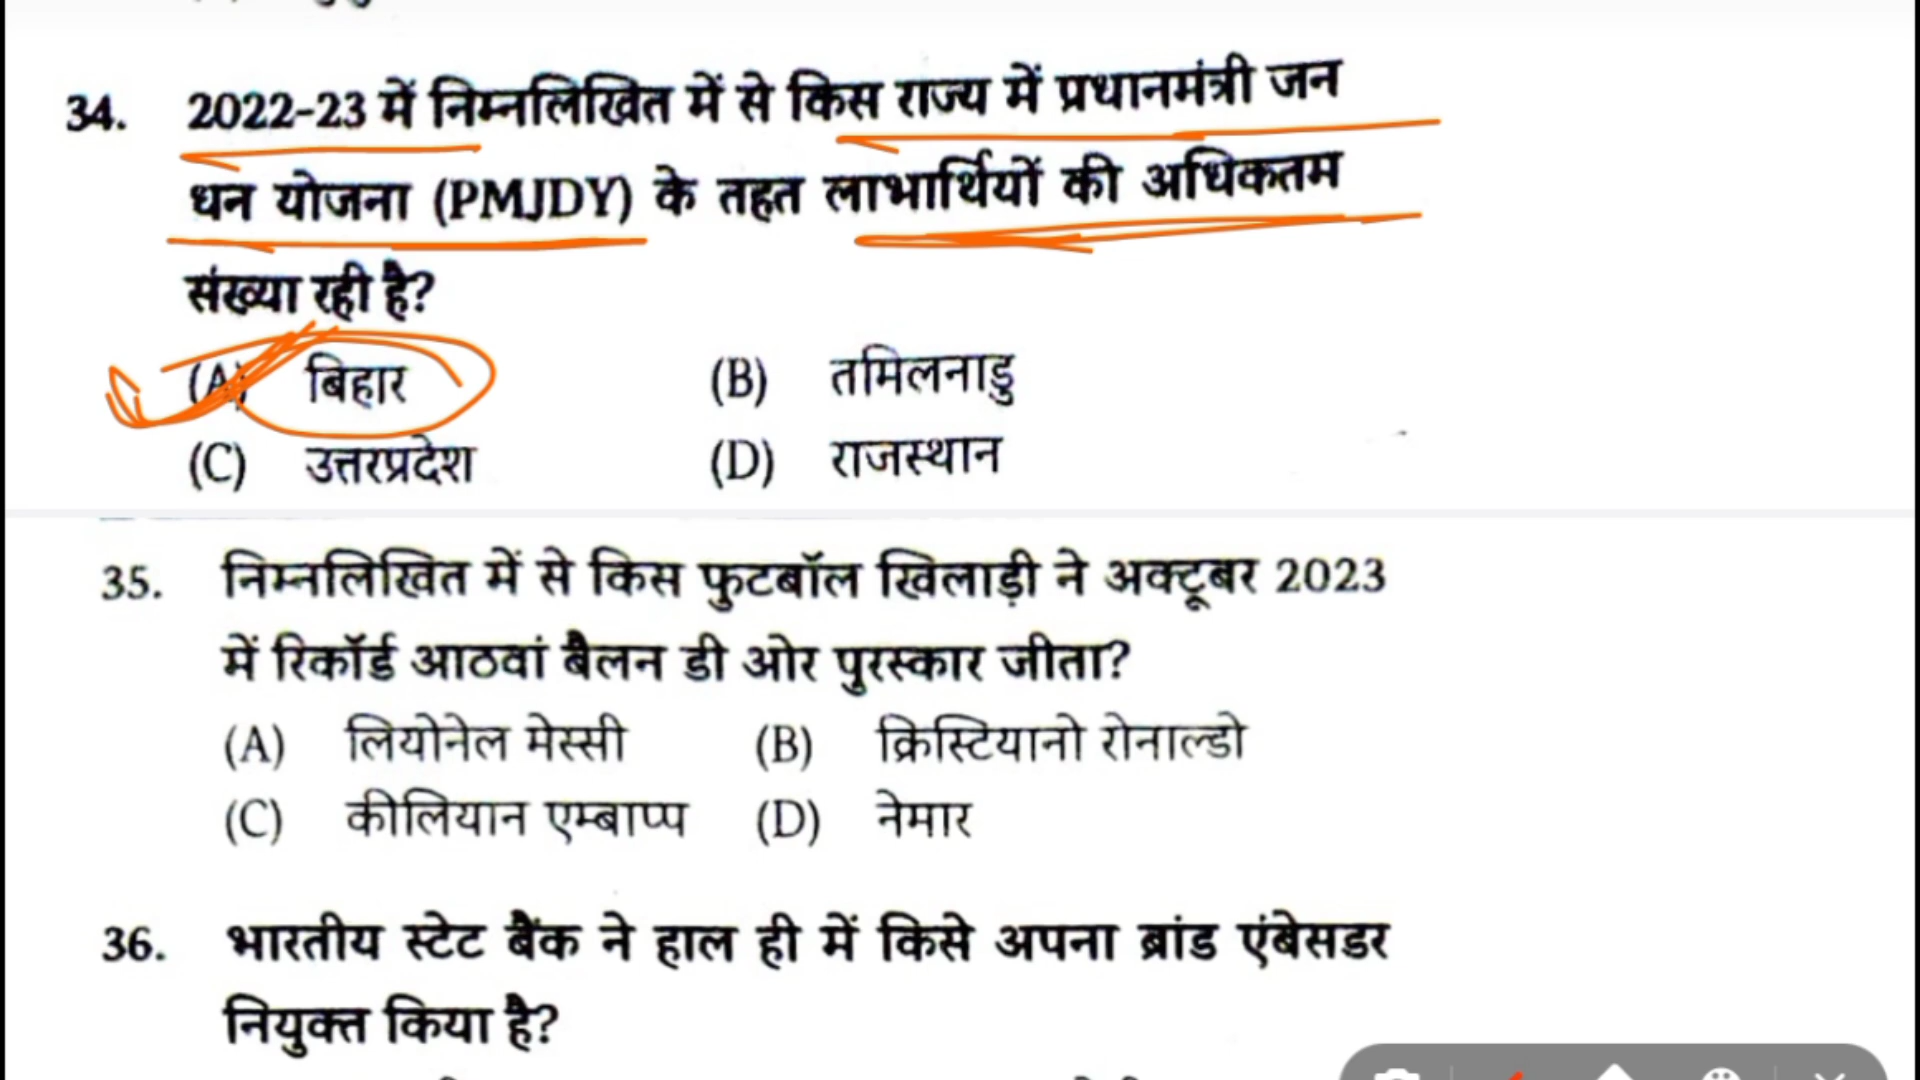 34. 2022-23 में निम्नलिखित में से किस राज्य में प्रधानमंत्री जन
धन योजना (PMJDY) के तहत लाभार्थियों की अधिकतम
संख्या रही है?
(A) बिहार (B) तमिलनाडु
(C) उत्तरप्रदेश (D) राजस्थान
35. निम्नलिखित में से किस फुटबॉल खिलाड़ी ने अक्टूबर 2023
में रिकॉर्ड आठवां बैलन डी ओर पुरस्कार जीता?
(A) लियोनेल मेस्सी (B) क्रिस्टियानो रोनाल्डो
(C) कीलियान एम्बाप्प (D) नेमार
36. भारतीय स्टेट बैंक ने हाल ही में किसे अपना ब्रांड एंबेसडर
नियुक्त किया है?